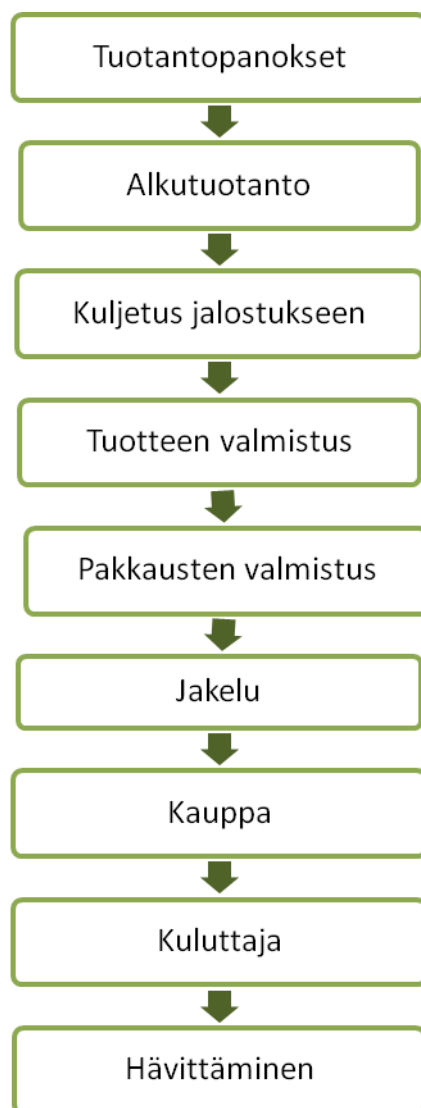 Tuotantopanokset
Alkutuotanto
Kuljetus jalostukseen
Tuotteen valmistus
Pakkausten valmistus
Jakelu
Kauppa
Kuluttaja
Hävittäminen